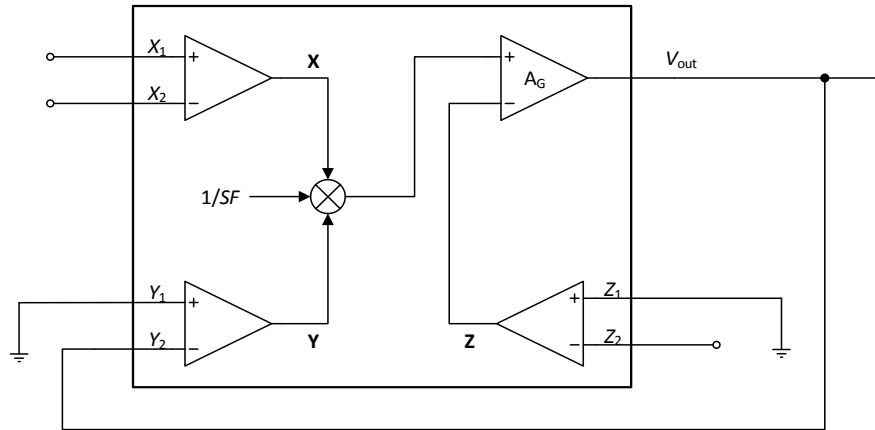 X1
+
X
+
Vout
AG
X2
−
−
1/SF
Y1
+
Z1
+
Y
Z
Y2
−
Z2
−